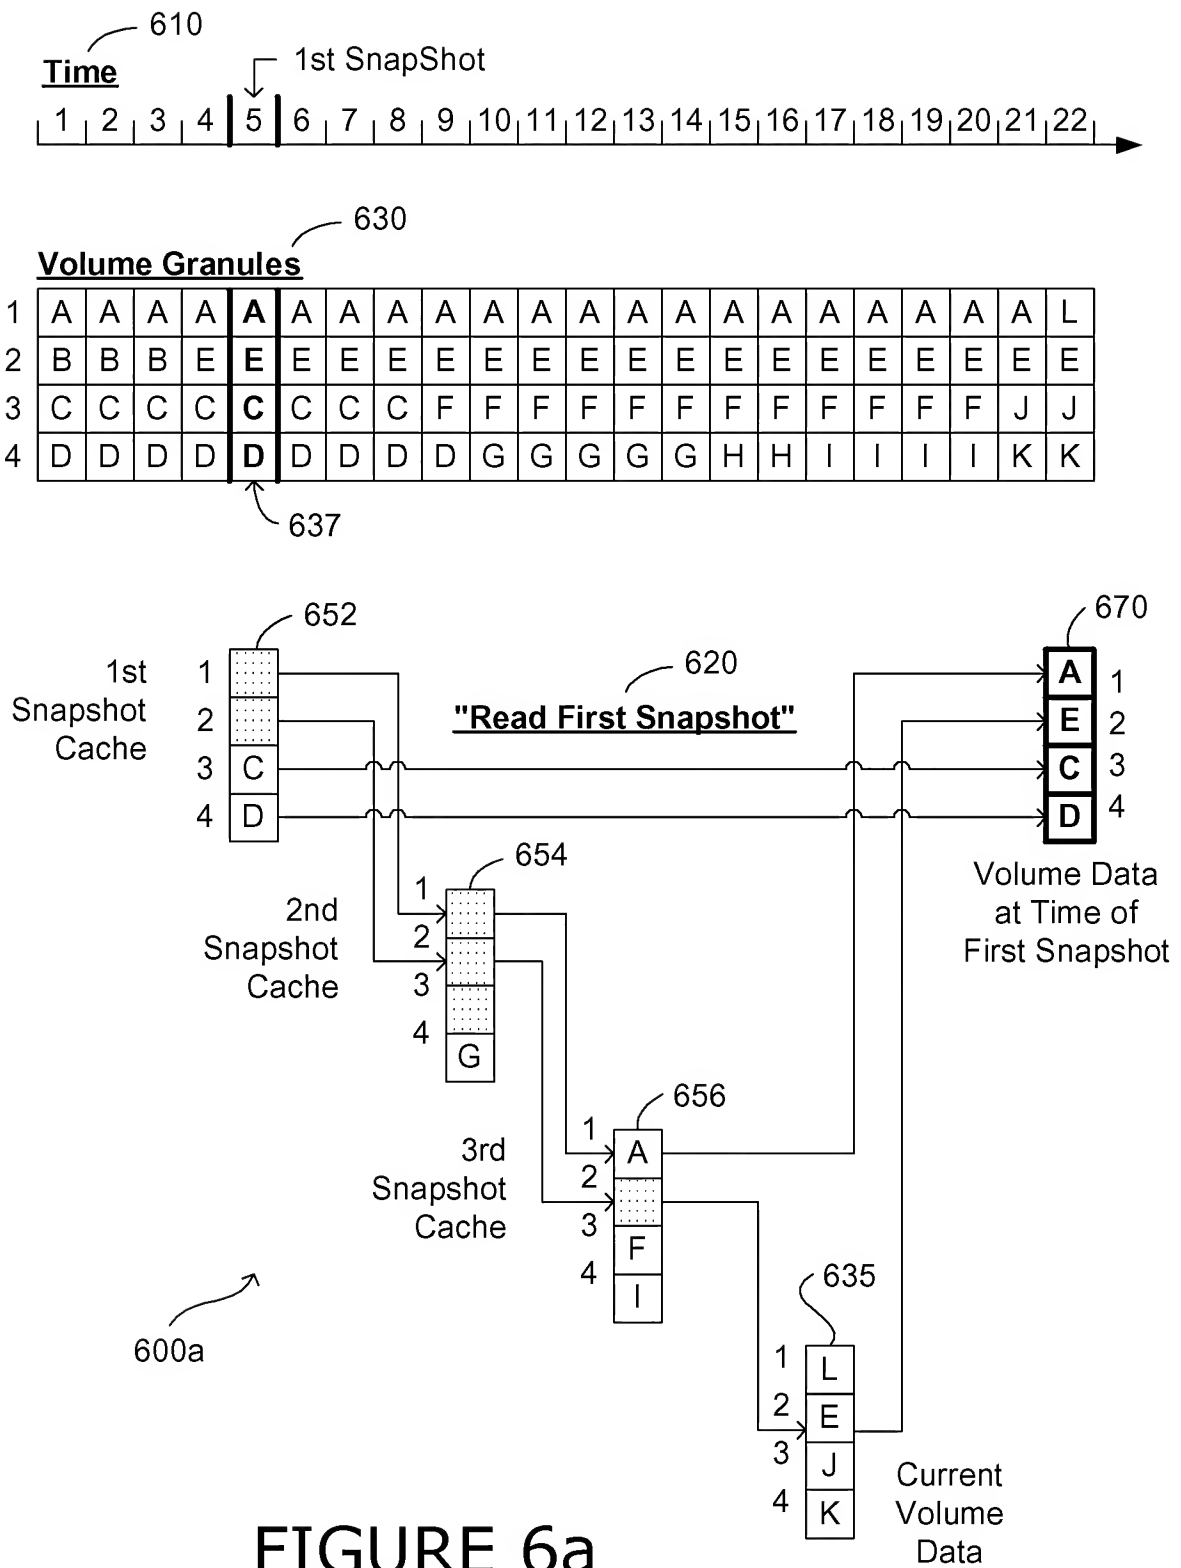 610
Time
1st SnapShot
1 2 3 4 5 6 7 8 9 10 11 12 13 14 15 16 17 18 19 20 21 22
630
Volume Granules
1 A A A A A A A A A A A A A A A A A A A A A L
2 B B B E E E E E E E E E E E E E E E E E E E
3 C C C C C C C C F F F F F F F F F F F F J J
4 D D D D D D D D D G G G G G H H I I I I K K
637
652
1st
Snapshot
Cache
1
2
3 C
4 D
620
"Read First Snapshot"
670
A 1
E 2
C 3
D 4
Volume Data
at Time of
First Snapshot
654
2nd
Snapshot
Cache
1
2
3
4
G
656
3rd
Snapshot
Cache
1
A
2
3
F
4
I
635
1
L
2
E
3
J
4
K
Current
Volume
Data
600a
FIGURE 6a